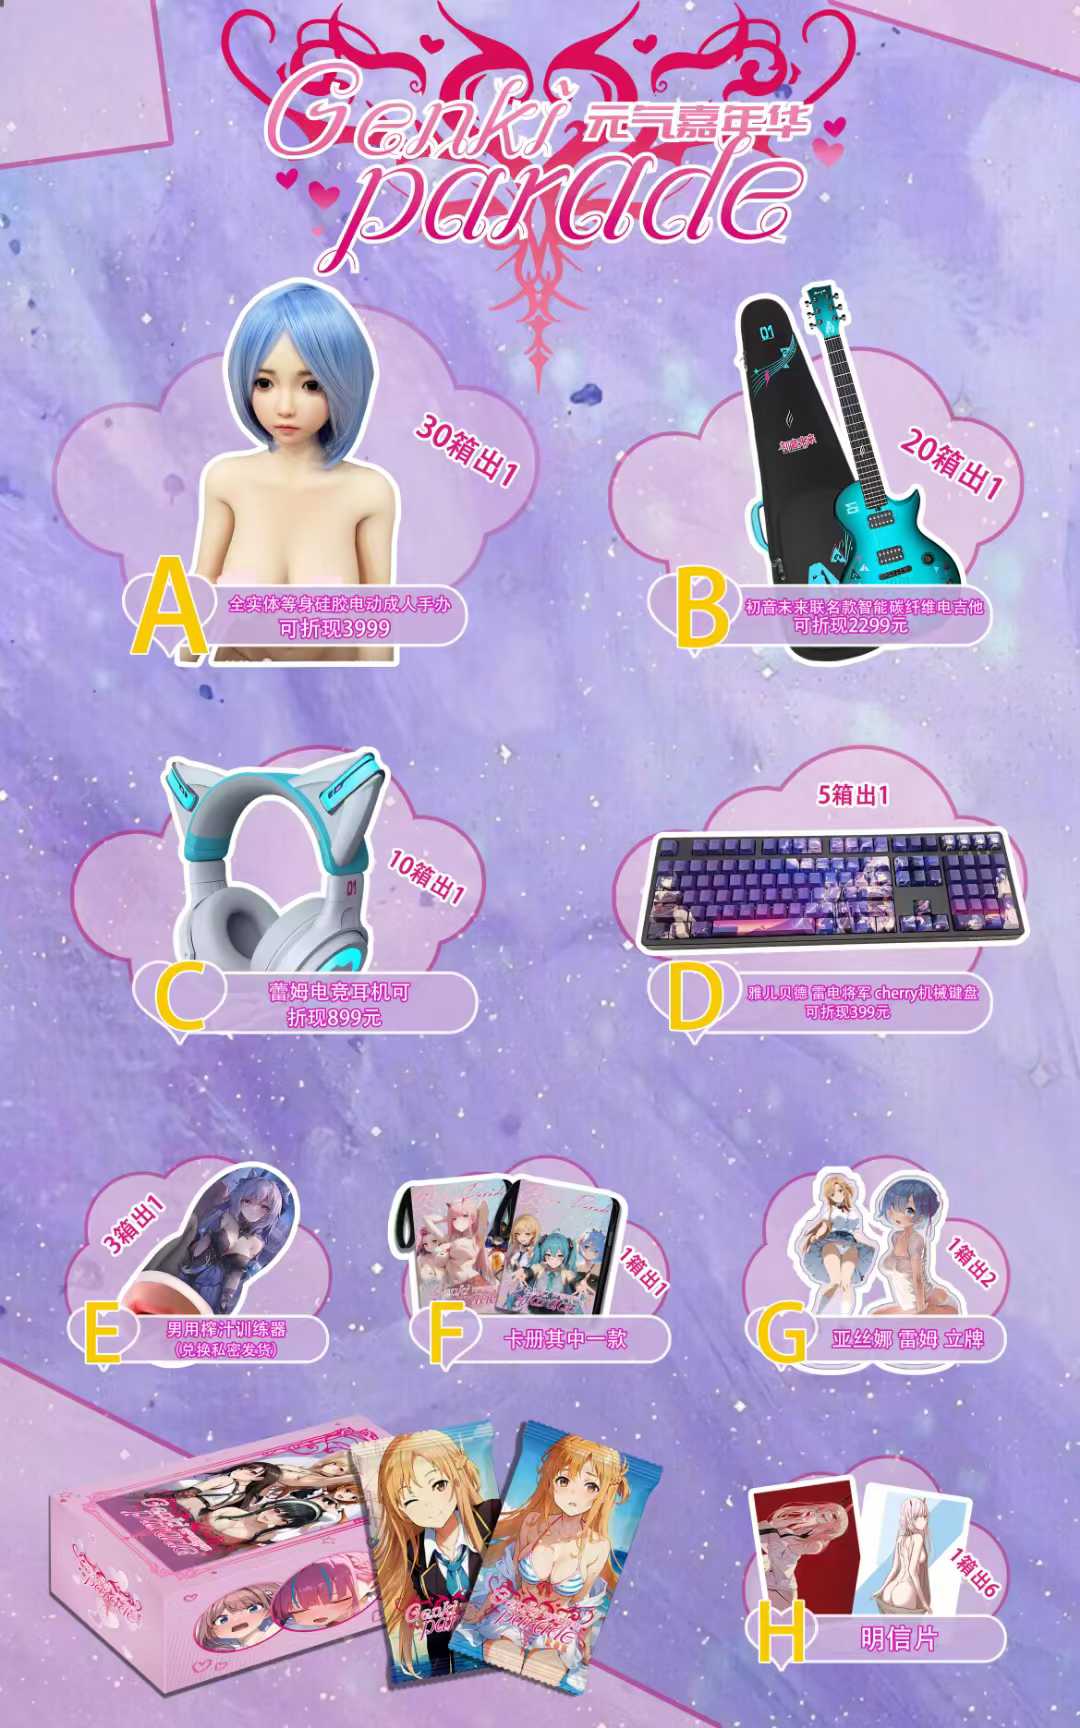 Genki 元气嘉年华
parade
30箱出1
A
全实体等身硅胶电动成人手办
可折现3999
01
20箱出1
B
初音未来联名款智能碳纤维电吉他
可折现2299元
01
10箱出1
C
蕾姆电竞耳机可
折现899元
5箱出1
D
雅儿贝德 雷电将军 cherry机械键盘
可折现399元
3箱出1
E
男用榨汁训练器
(兑换私密发货)
1箱出1
F
卡册其中一款
1箱出2
G
亚丝娜 雷姆 立牌
Genki
parade
1箱出6
H
明信片